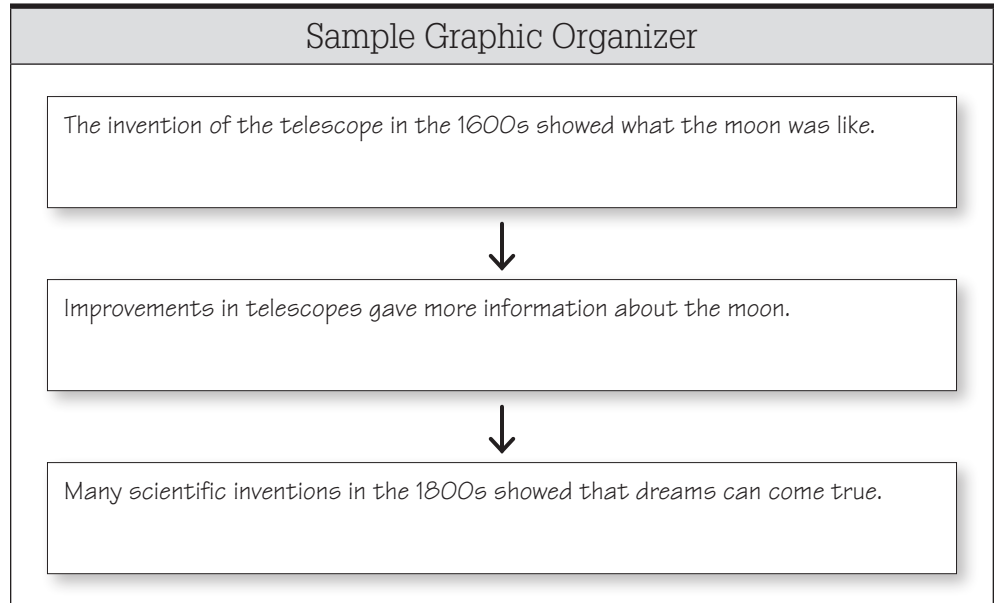 Sample Graphic Organizer
The invention of the telescope in the 1600s showed what the moon was like.
Improvements in telescopes gave more information about the moon.
Many scientific inventions in the 1800s showed that dreams can come true.